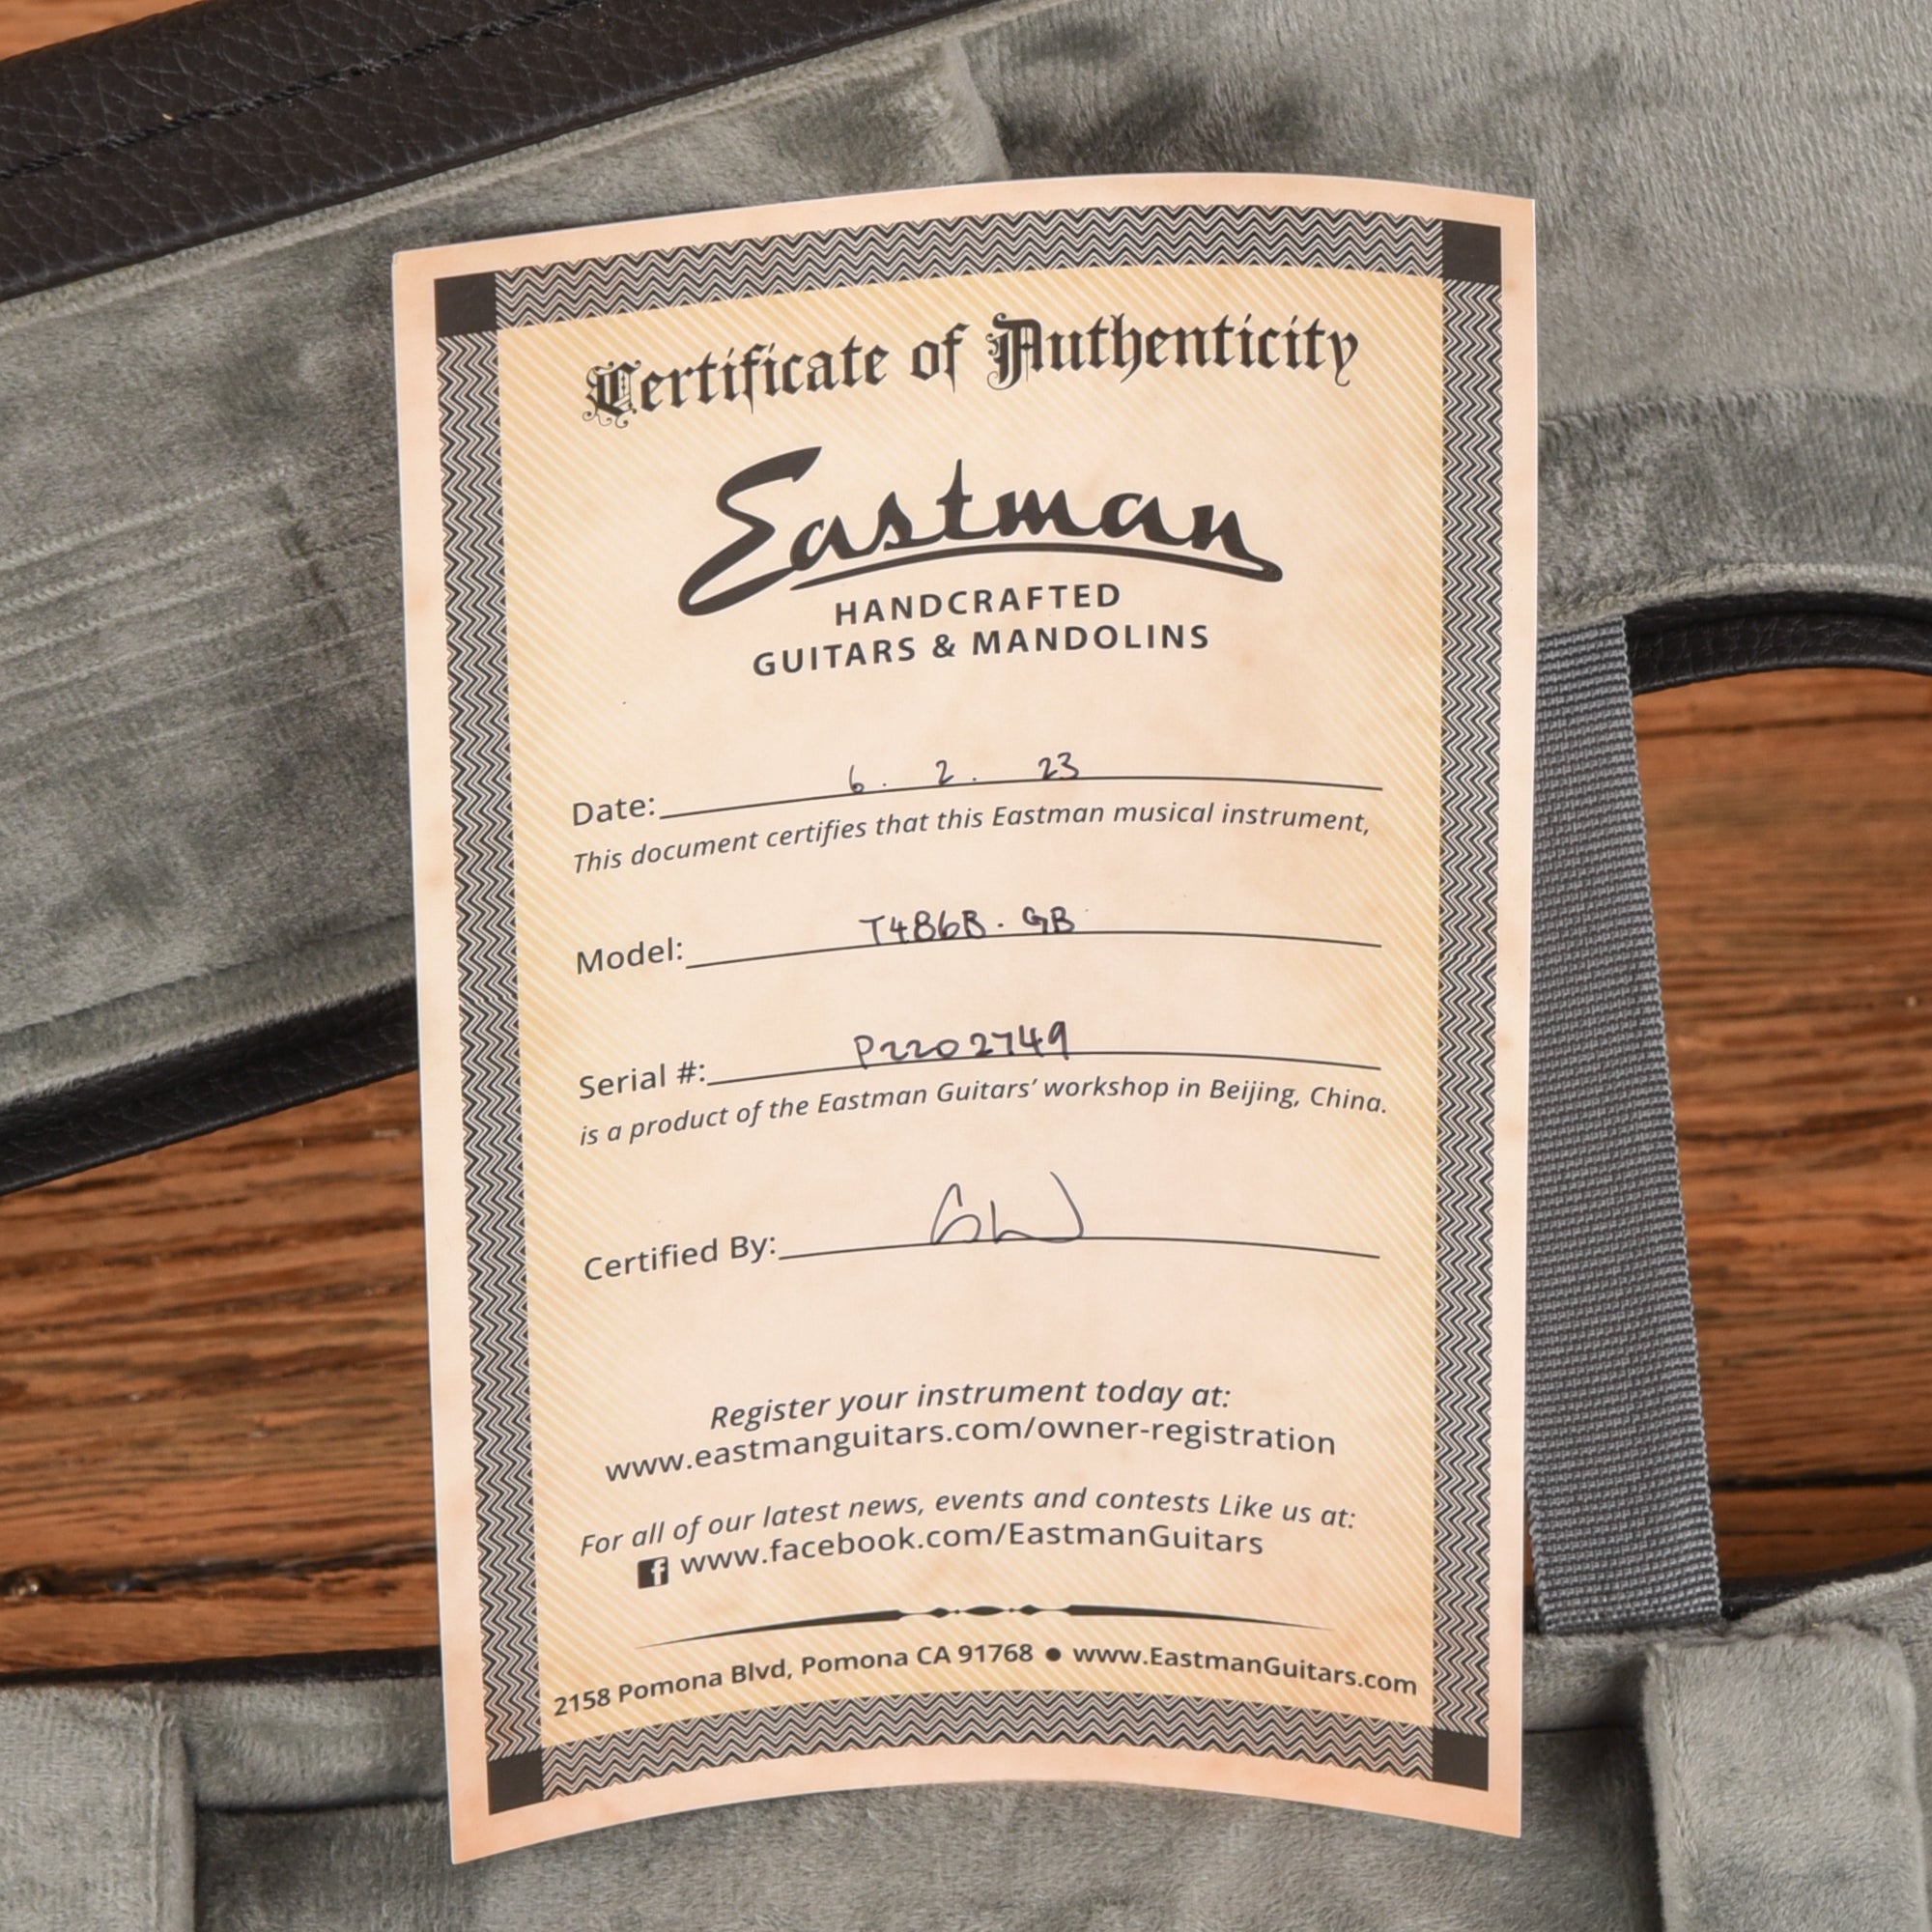 Certificate of Authenticity
Eastman
HANDCRAFTED
GUITARS & MANDOLINS
Date: 6. 2. 23
This document certifies that this Eastman musical instrument,
Model: T486B. GB
Serial #: P2202749
is a product of the Eastman Guitars' workshop in Beijing, China.
Certified By: GW
Register your instrument today at:
www.eastmanguitars.com/owner-registration
For all of our latest news, events and contests Like us at:
f www.facebook.com/EastmanGuitars
2158 Pomona Blvd, Pomona CA 91768 ● www.EastmanGuitars.com